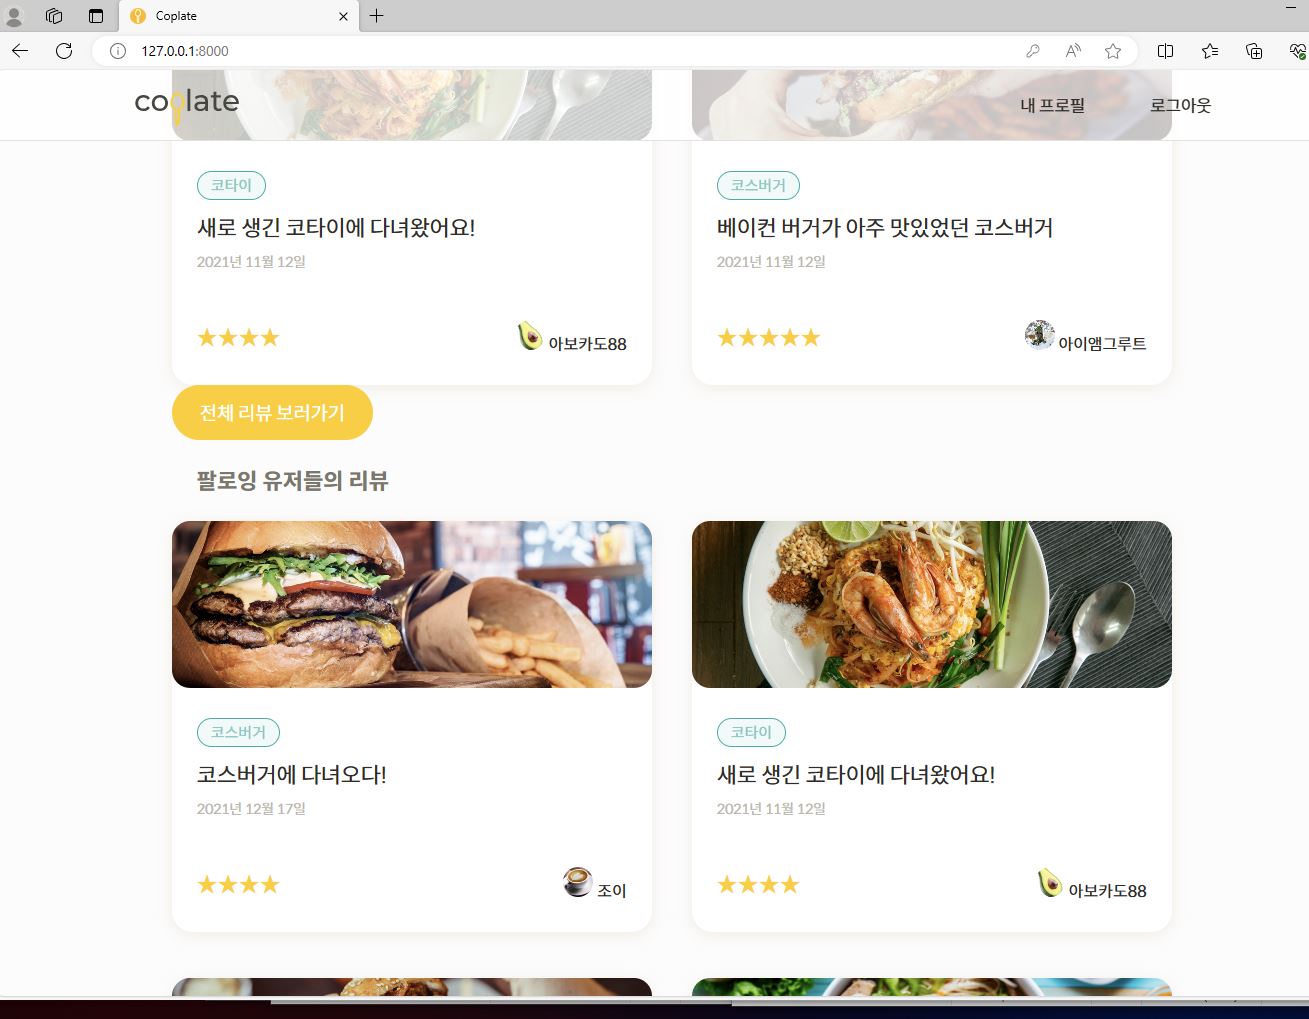 Coplate
127.0.0.1:8000
coplate
내 프로필
로그아웃
코타이
새로 생긴 코타이에 다녀왔어요!
2021년 11월 12일
★★★★
아보카도88
코스버거
베이컨 버거가 아주 맛있었던 코스버거
2021년 11월 12일
★★★★★
아이앰그루트
전체 리뷰 보러가기
팔로잉 유저들의 리뷰
코스버거
코스버거에 다녀오다!
2021년 12월 17일
★★★★
조이
코타이
새로 생긴 코타이에 다녀왔어요!
2021년 11월 12일
★★★★
아보카도88